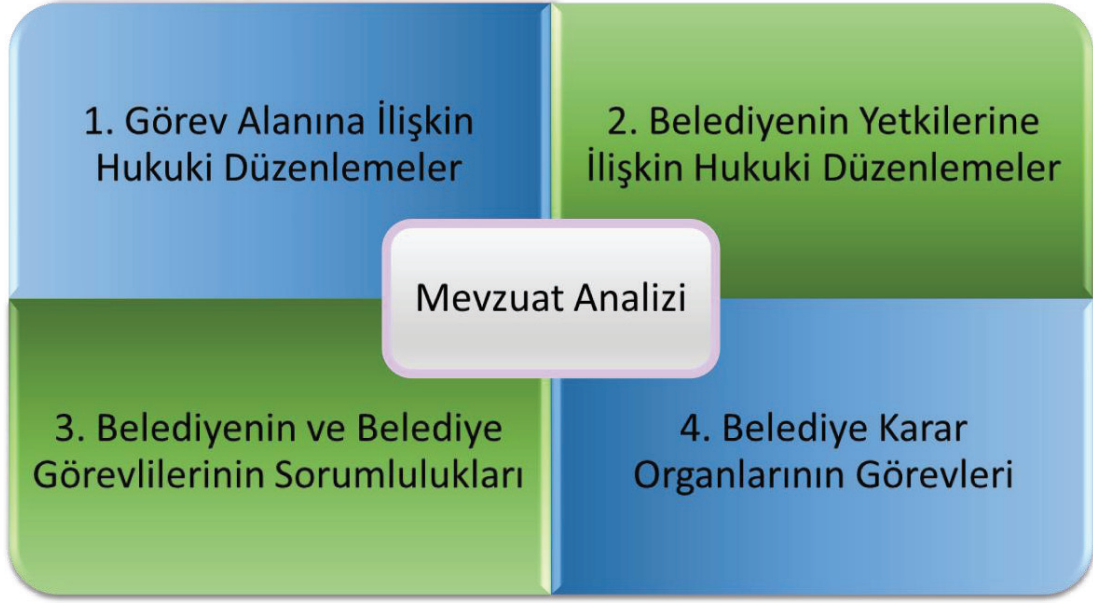 1. Görev Alanına İlişkin
Hukuki Düzenlemeler
2. Belediyenin Yetkilerine
İlişkin Hukuki Düzenlemeler
Mevzuat Analizi
3. Belediyenin ve Belediye
Görevlilerinin Sorumlulukları
4. Belediye Karar
Organlarının Görevleri